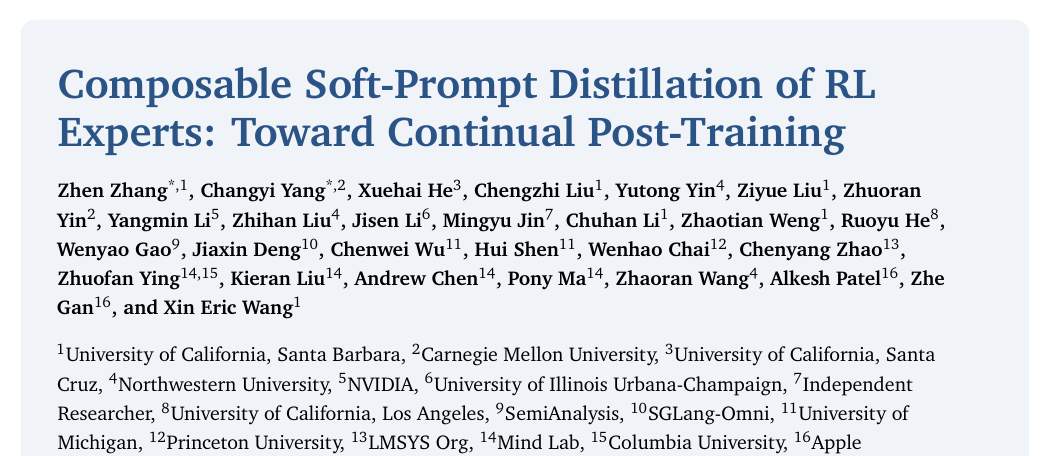 Composable Soft-Prompt Distillation of RL
Experts: Toward Continual Post-Training
Zhen Zhang*,1, Changyi Yang*,2, Xuehai He3, Chengzhi Liu1, Yutong Yin4, Ziyue Liu1, Zhuoran
Yin2, Yangmin Li5, Zhihan Liu4, Jisen Li6, Mingyu Jin7, Chuhan Li1, Zhaotian Weng1, Ruoyu He8,
Wenyao Gao9, Jiaxin Deng10, Chenwei Wu11, Hui Shen11, Wenhao Chai12, Chenyang Zhao13,
Zhuofan Ying14,15, Kieran Liu14, Andrew Chen14, Pony Ma14, Zhaoran Wang4, Alkesh Patel16, Zhe
Gan16, and Xin Eric Wang1
1University of California, Santa Barbara, 2Carnegie Mellon University, 3University of California, Santa
Cruz, 4Northwestern University, 5NVIDIA, 6University of Illinois Urbana-Champaign, 7Independent
Researcher, 8University of California, Los Angeles, 9SemiAnalysis, 10SGLang-Omni, 11University of
Michigan, 12Princeton University, 13LMSYS Org, 14Mind Lab, 15Columbia University, 16Apple